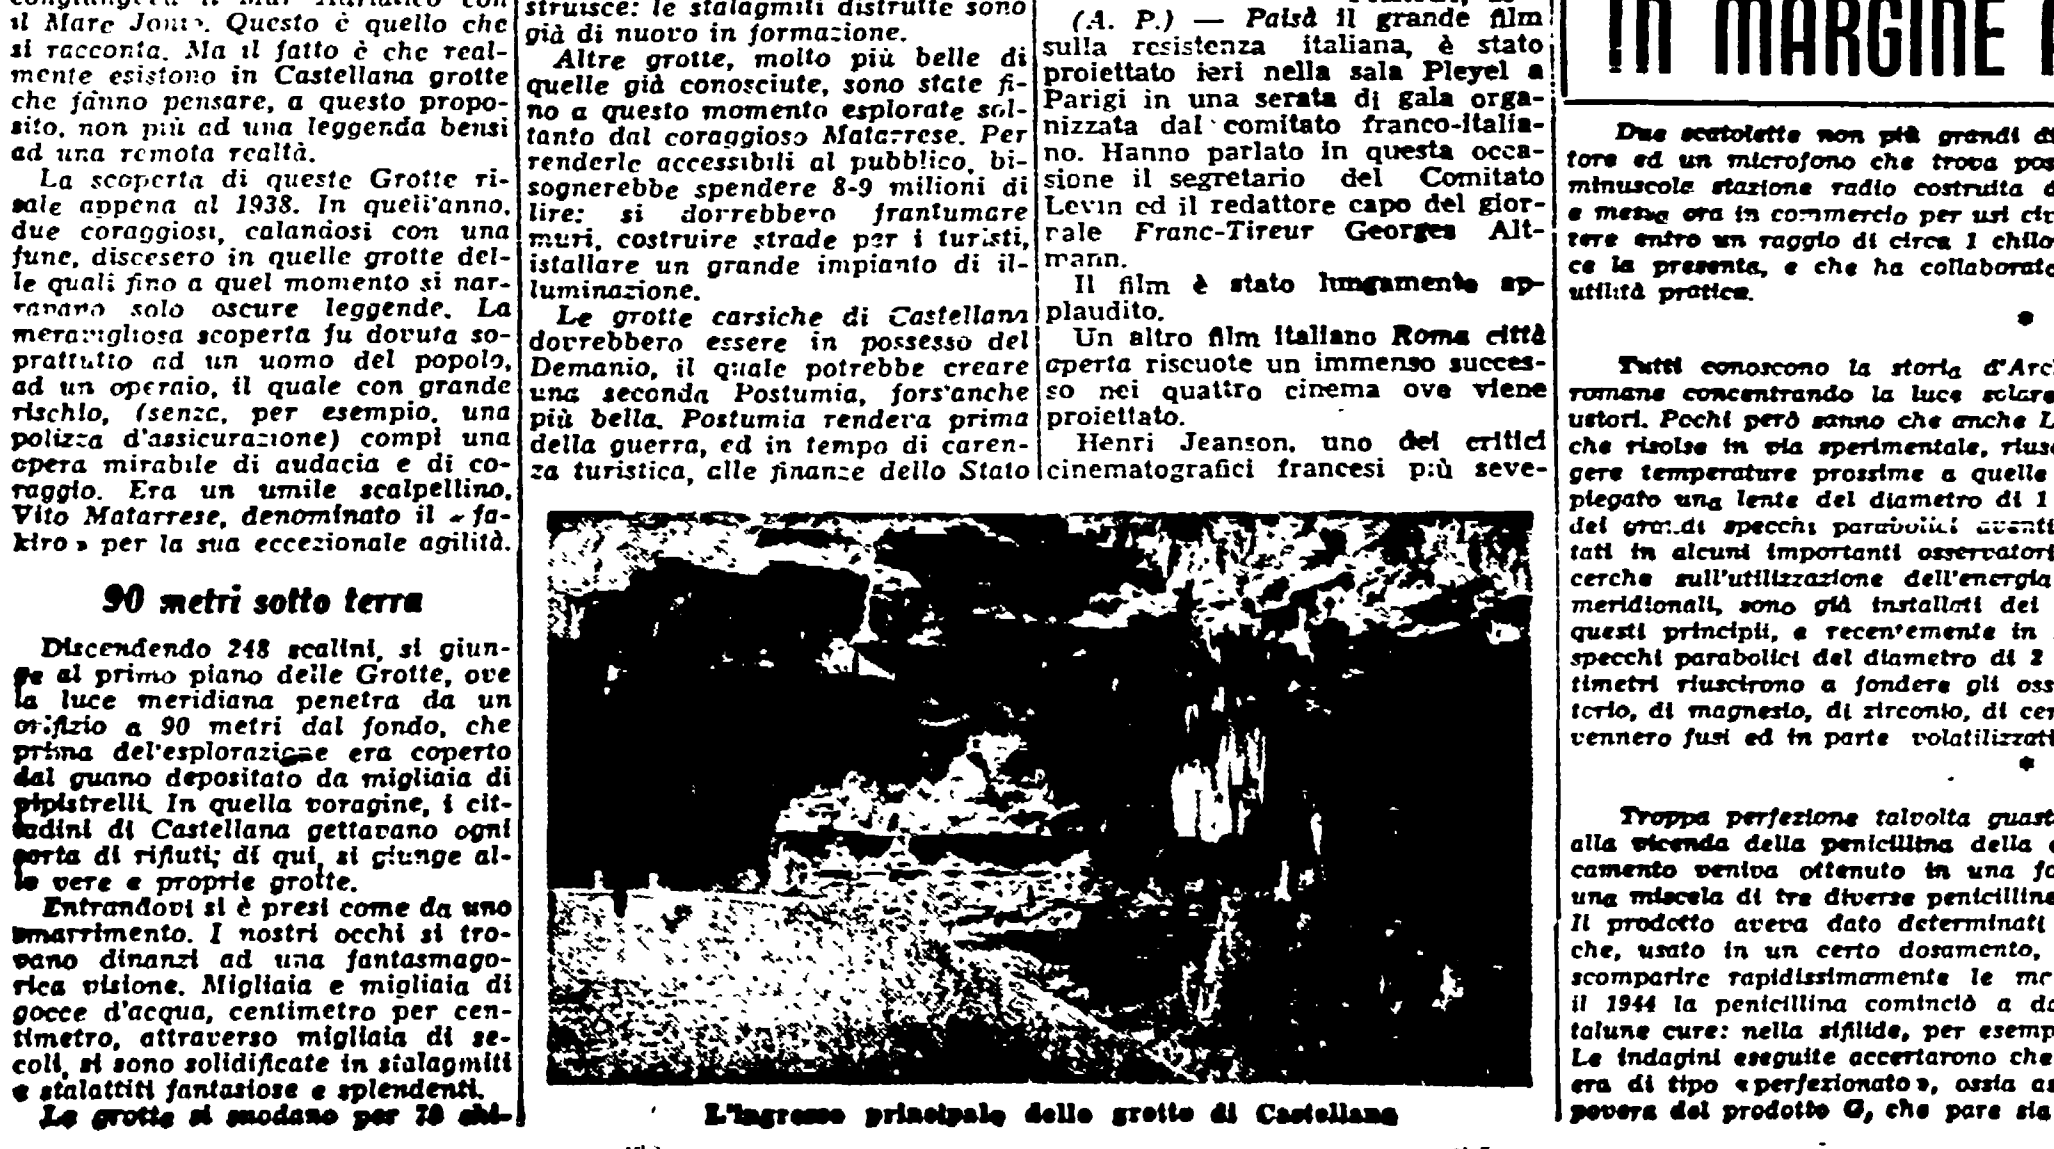 il Mare Jonio. Questo è quello che
si racconta. Ma il fatto è che real-
mente esistono in Castellana grotte
che fanno pensare, a questo propo-
sito, non più ad una leggenda bensì
ad una remota realtà.
La scoperta di queste Grotte ri-
sale appena al 1938. In quell'anno,
due coraggiosi, calandosi con una
fune, discesero in quelle grotte del-
le quali fino a quel momento si nar-
ravano solo oscure leggende. La
meravigliosa scoperta fu dovuta so-
prattutto ad un uomo del popolo,
ad un operaio, il quale con grande
rischio, (senza, per esempio, una
polizza d'assicurazione) compì una
opera mirabile di audacia e di co-
raggio. Era un umile scalpellino,
Vito Matarrese, denominato il « fa-
kiro » per la sua eccezionale agilità.
90 metri sotto terra
Discendendo 248 scalini, si giun-
ge al primo piano delle Grotte, ove
la luce meridiana penetra da un
orifizio a 90 metri dal fondo, che
prima del'esplorazione era coperto
dal guano depositato da migliaia di
pipistrelli. In quella voragine, i cit-
tadini di Castellana gettavano ogni
sorta di rifiuti; di qui, si giunge al-
le vere e proprie grotte.
Entrandovi si è presi come da uno
smarrimento. I nostri occhi si tro-
vano dinanzi ad una fantasmago-
rica visione. Migliaia e migliaia di
gocce d'acqua, centimetro per cen-
timetro, attraverso migliaia di se-
coli, si sono solidificate in stalagmiti
e stalattiti fantasiose e splendenti.
Le grotte si snodano per 70 chi-
struisce: le stalagmiti distrutte sono
già di nuovo in formazione.
Altre grotte, molto più belle di
quelle già conosciute, sono state fi-
no a questo momento esplorate sol-
tanto dal coraggioso Matarrese. Per
renderle accessibili al pubblico, bi-
sognerebbe spendere 8-9 milioni di
lire: si dovrebbero frantumare
muri, costruire strade per i turisti,
istallare un grande impianto di il-
luminazione.
Le grotte carsiche di Castellana
dovrebbero essere in possesso del
Demanio, il quale potrebbe creare
una seconda Postumia, fors'anche
più bella. Postumia rendeva prima
della guerra, ed in tempo di caren-
za turistica, alle finanze dello Stato
(A. P.) — Paisà il grande film
sulla resistenza italiana, è stato
proiettato ieri nella sala Pleyel a
Parigi in una serata di gala orga-
nizzata dal comitato franco-italia-
no. Hanno parlato in questa occa-
sione il segretario del Comitato
Levin ed il redattore capo del gior-
nale Franc-Tireur Georges Alt-
mann.
Il film è stato lungamente ap-
plaudito.
Un altro film italiano Roma città
aperta riscuote un immenso succes-
so nei quattro cinema ove viene
proiettato.
Henri Jeanson, uno dei critici
cinematografici francesi più seve-
L'ingresso principale delle grotte di Castellana
IN MARGINE
Due scatolette non più grandi di
tore ed un microfono che trova pos
minuscole stazione radio costruita
e messa ora in commercio per usi civ
tere entro un raggio di circa 1 chilo
ce la presenta, e che ha collaborato
utilità pratica.
*
Tutti conoscono la storia d'Arc
romane concentrando la luce solare
ustori. Pochi però sanno che anche L
che risolse in via sperimentale, riusc
gere temperature prossime a quelle
piegato una lente del diametro di 1
dei grandi specchi parabolici aventi
tati in alcuni importanti osservatori
cerche sull'utilizzazione dell'energia
meridionali, sono già installati dei
questi principii, e recentemente in
specchi parabolici del diametro di 2
timetri riuscirono a fondere gli oss
torio, di magnesio, di zirconio, di cer
vennero fusi ed in parte volatilizzati
*
Troppa perfezione talvolta guast
alla vicenda della penicillina della
camento veniva ottenuto in una fo
una miscela di tre diverse penicilline
Il prodotto aveva dato determinati
che, usato in un certo dosamento,
scomparire rapidissimamente le
il 1944 la penicillina cominciò a da
talune cure: nella sifilide, per esemp
Le indagini eseguite accertarono che
era di tipo « perfezionato », ossia as
povera del prodotto G, che pare sia